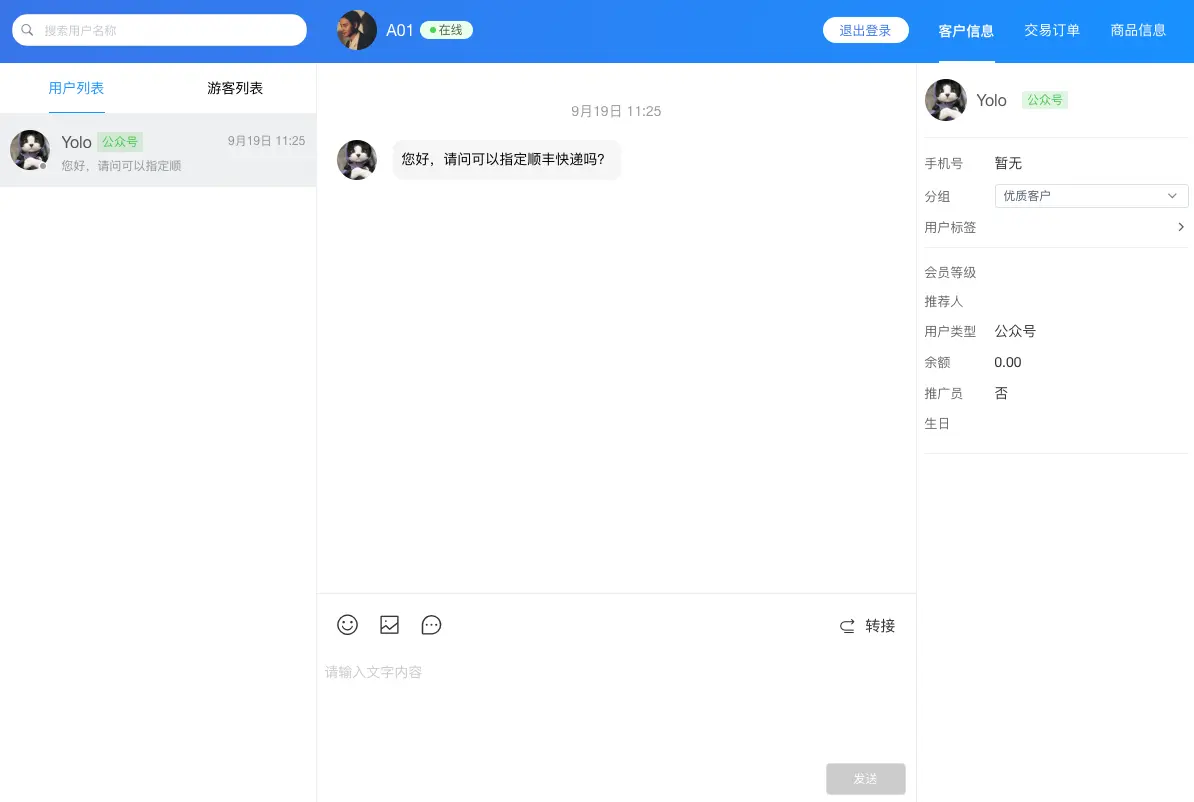 搜索用户名称
A01 在线
退出登录
客户信息 交易订单 商品信息
用户列表 游客列表
Yolo 公众号 9月19日 11:25
您好，请问可以指定顺
9月19日 11:25
您好，请问可以指定顺丰快递吗？
转接
请输入文字内容
发送
Yolo 公众号
手机号 暂无
分组 优质客户
用户标签
会员等级
推荐人
用户类型 公众号
余额 0.00
推广员 否
生日